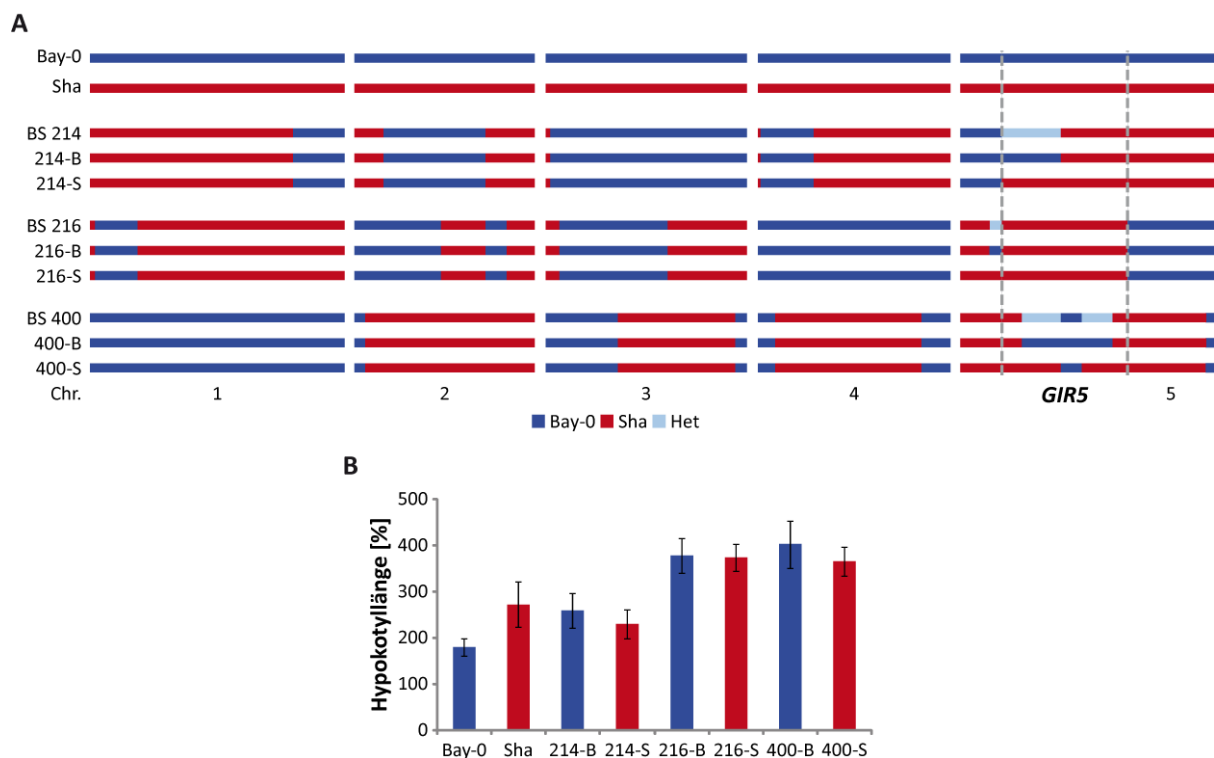 A
Bay-0
Sha
BS 214
214-B
214-S
BS 216
216-B
216-S
BS 400
400-B
400-S
Chr. 1 2 3 4 GIR5 5
Bay-0 Sha Het
B
Hypokotyllänge [%]
500
400
300
200
100
0
Bay-0 Sha 214-B 214-S 216-B 216-S 400-B 400-S